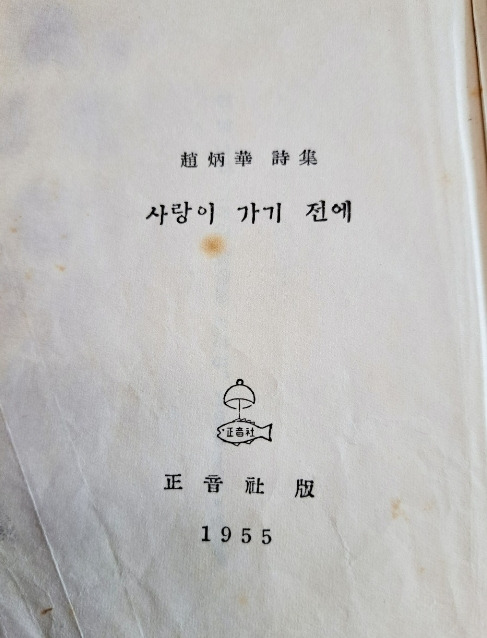 趙炳華 詩集
사랑이 가기 전에
正音社
正音社版
1955